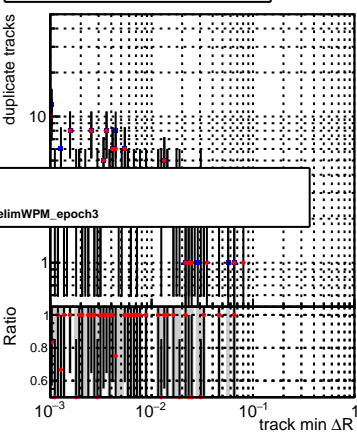 duplicate tracks
10
elimWPM_epoch3
1
Ratio
1
0.8
0.6
10⁻³
10⁻²
10⁻¹
1
track min ΔR